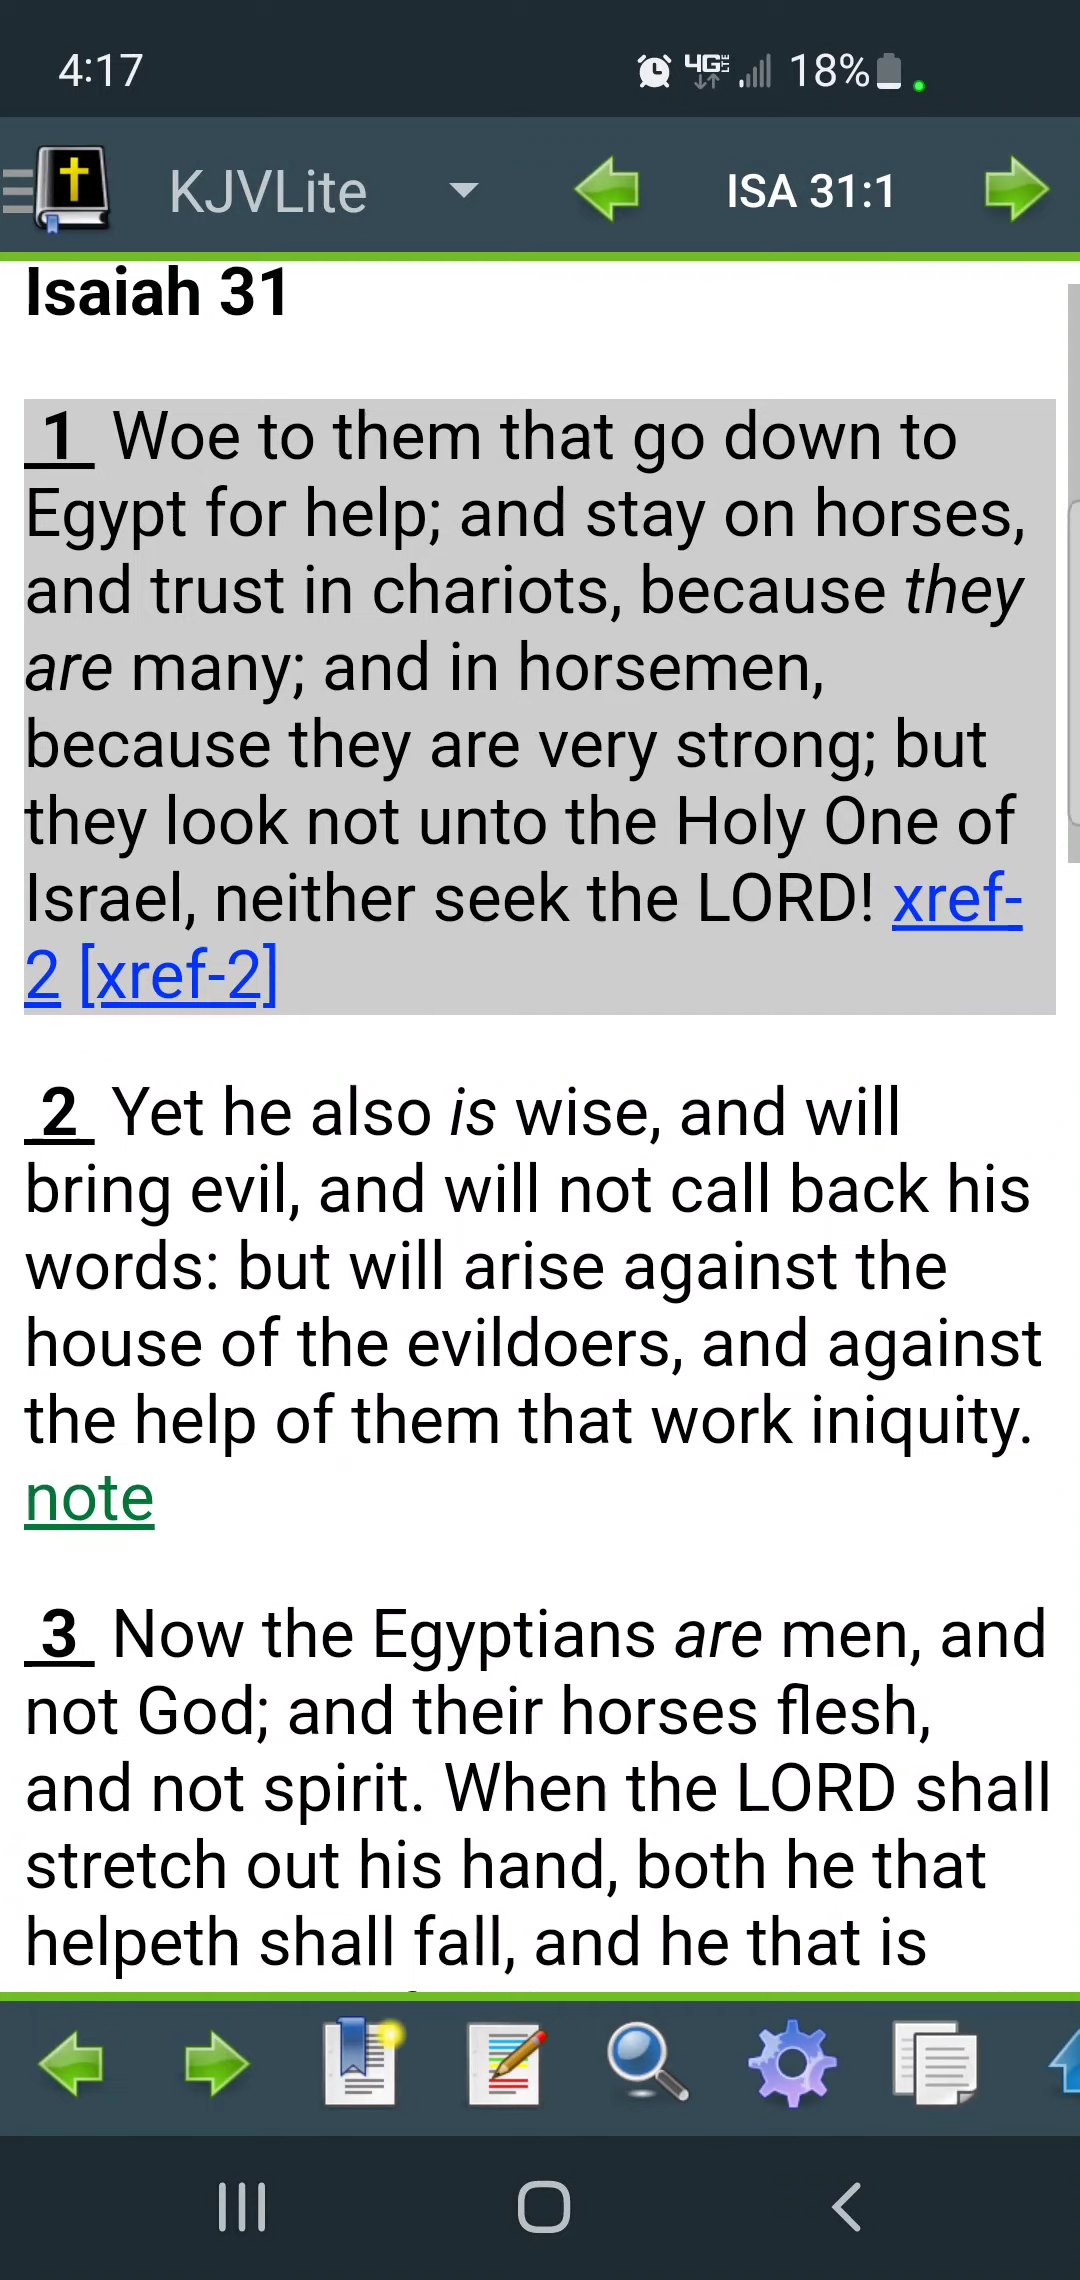 4:17
4G LTE 18%
KJVLite ISA 31:1
Isaiah 31
1 Woe to them that go down to
Egypt for help; and stay on horses,
and trust in chariots, because they
are many; and in horsemen,
because they are very strong; but
they look not unto the Holy One of
Israel, neither seek the LORD! xref-
2 [xref-2]
2 Yet he also is wise, and will
bring evil, and will not call back his
words: but will arise against the
house of the evildoers, and against
the help of them that work iniquity.
note
3 Now the Egyptians are men, and
not God; and their horses flesh,
and not spirit. When the LORD shall
stretch out his hand, both he that
helpeth shall fall, and he that is